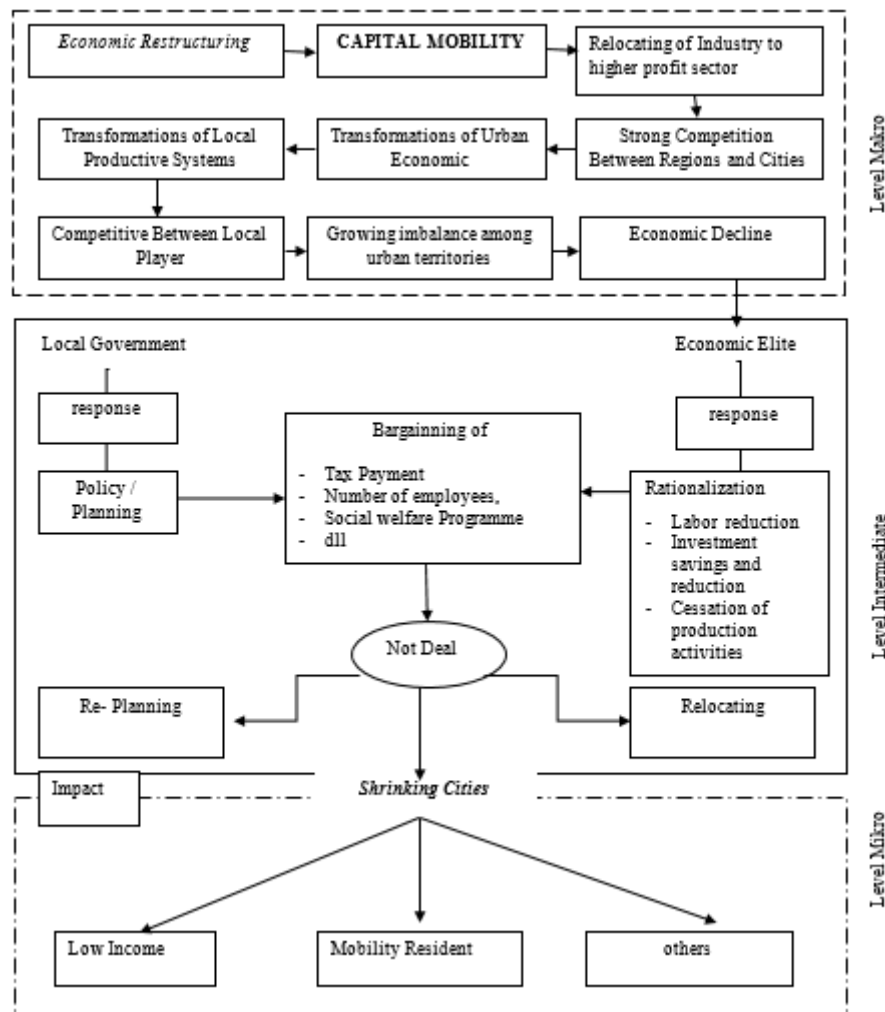 Economic Restructuring
CAPITAL MOBILITY
Relocating of Industry to
higher profit sector
Transformations of Local
Productive Systems
Transformations of Urban
Economic
Strong Competition
Between Regions and Cities
Competitive Between Local
Player
Growing imbalance among
urban territories
Economic Decline
Level Makro
Local Government
Economic Elite
response
response
Policy /
Planning
Bargainning of
- Tax Payment
- Number of employees,
- Social welfare Programme
- dll
Rationalization
- Labor reduction
- Investment
savings and
reduction
- Cessation of
production
activities
Not Deal
Re- Planning
Relocating
Level Intermediate
Impact
Shrinking Cities
Low Income
Mobility Resident
others
Level Mikro